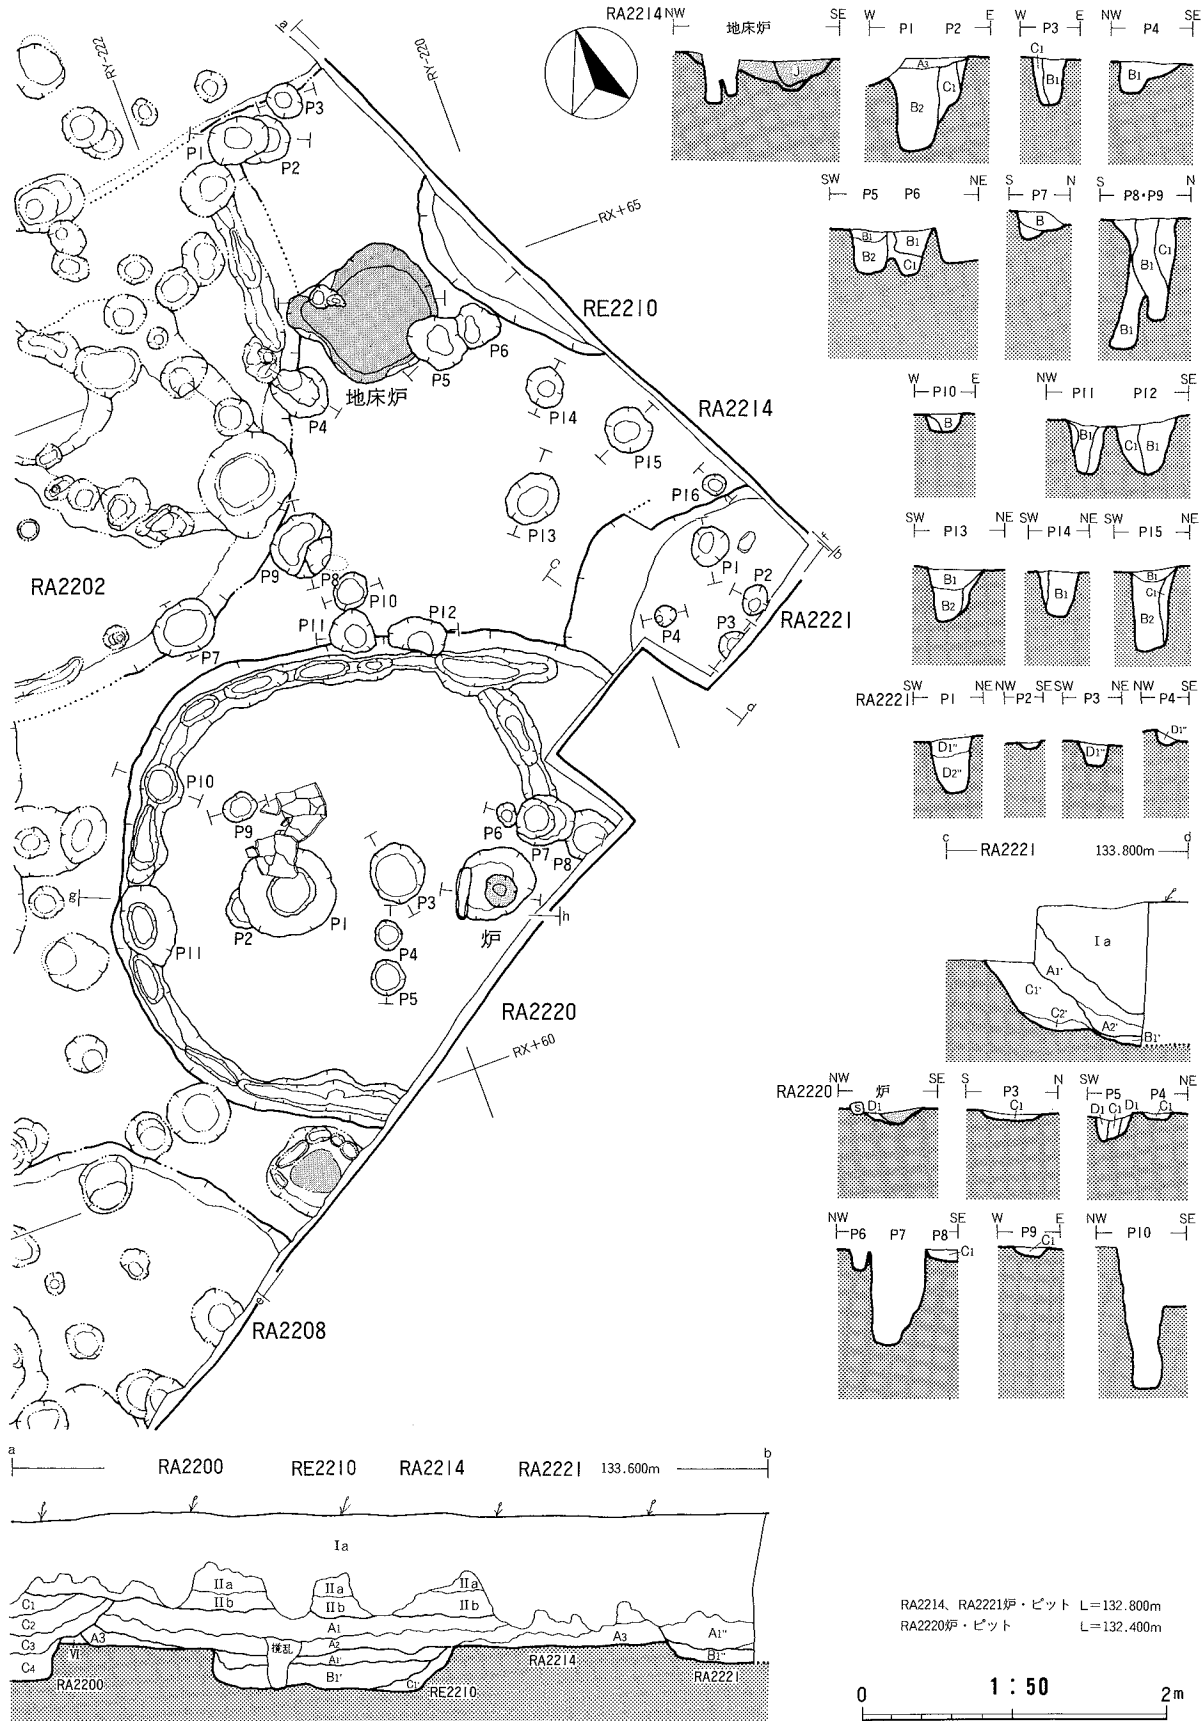 RA2214 NW 地床炉 SE
W P1 P2 E
W P3 E
NW P4 SE
J
A3 B2 C1
C1 B1
B1
SW P5 P6 NE
S P7 N
S P8・P9 N
B1 B2 B1 C1
B
C1 B1 B1
W P10 E
NW P11 P12 SE
B
B1 C1 B1
SW P13 NE
SW P14 NE
SW P15 NE
B1 B2
B1
B1 C1 B2
RA2221 SW P1 NE
NW P2 SE
SW P3 NE
NW P4 SE
D1'' D2''
D1''
D1''
c RA2221 133.800m d
Ia
A1'
C1'
C2'
A2'
B1'
RA2220 NW 炉 SE
S P3 N
SW P5 P4 NE
S D1
C1
D1 C1 D1 C1
NW P6 P7 P8 SE
W P9 E
NW P10 SE
C1
C1
a
RY-222
RY-220
P3
P1
P2
RX+65
RE2210
P6
P5
地床炉
P4
P14
RA2214
P15
P16
P13
P9
P8
c
P1
P2
RA2202
P10
P11
P12
P4
P3
RA2221
f
b
P7
d
P10
P9
P6
P7
P8
g
P3
h
P2
P1
炉
P11
P4
P5
RA2220
RX+60
e
RA2208
a b
RA2200 RE2210 RA2214 RA2221 133.600m
Ia
IIa IIa IIa
IIb IIb IIb
C1
C2
C3
C4
VI
A3
A1
A2
A1'
B1'
C1'
撹乱
A3
A1''
B1''
RA2200
RE2210
RA2214
RA2221
RA2214、RA2221炉・ピット L=132.800m
RA2220炉・ピット L=132.400m
1:50
0 2m